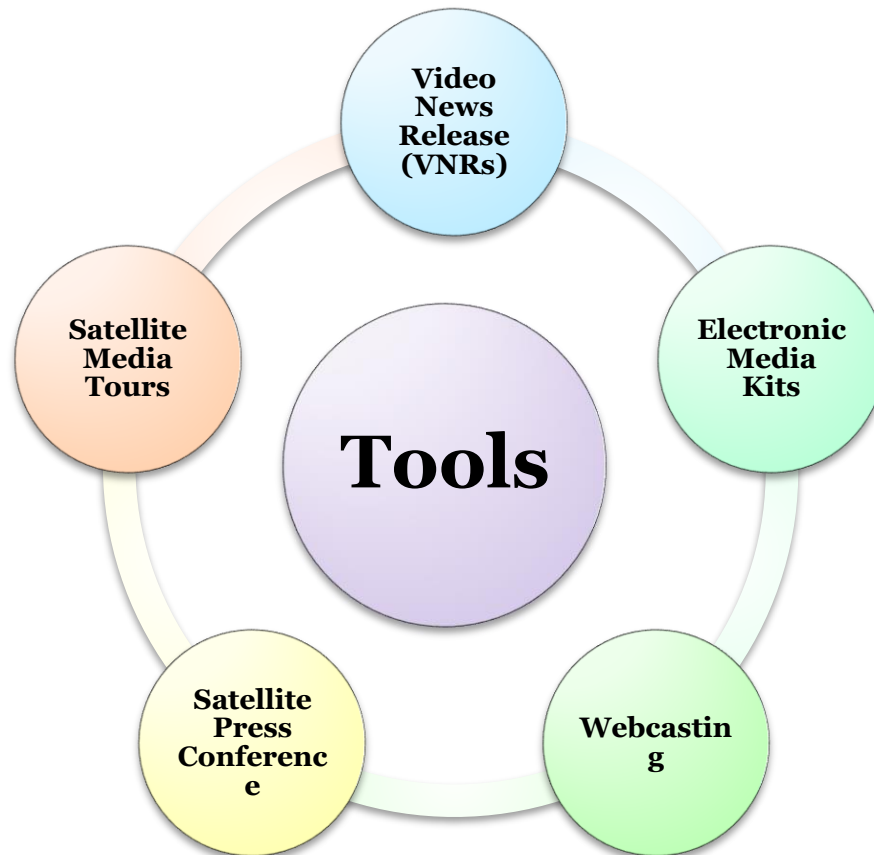 Video
News
Release
(VNRs)
Electronic
Media
Kits
Webcastin
g
Satellite
Press
Conferenc
e
Satellite
Media
Tours
Tools